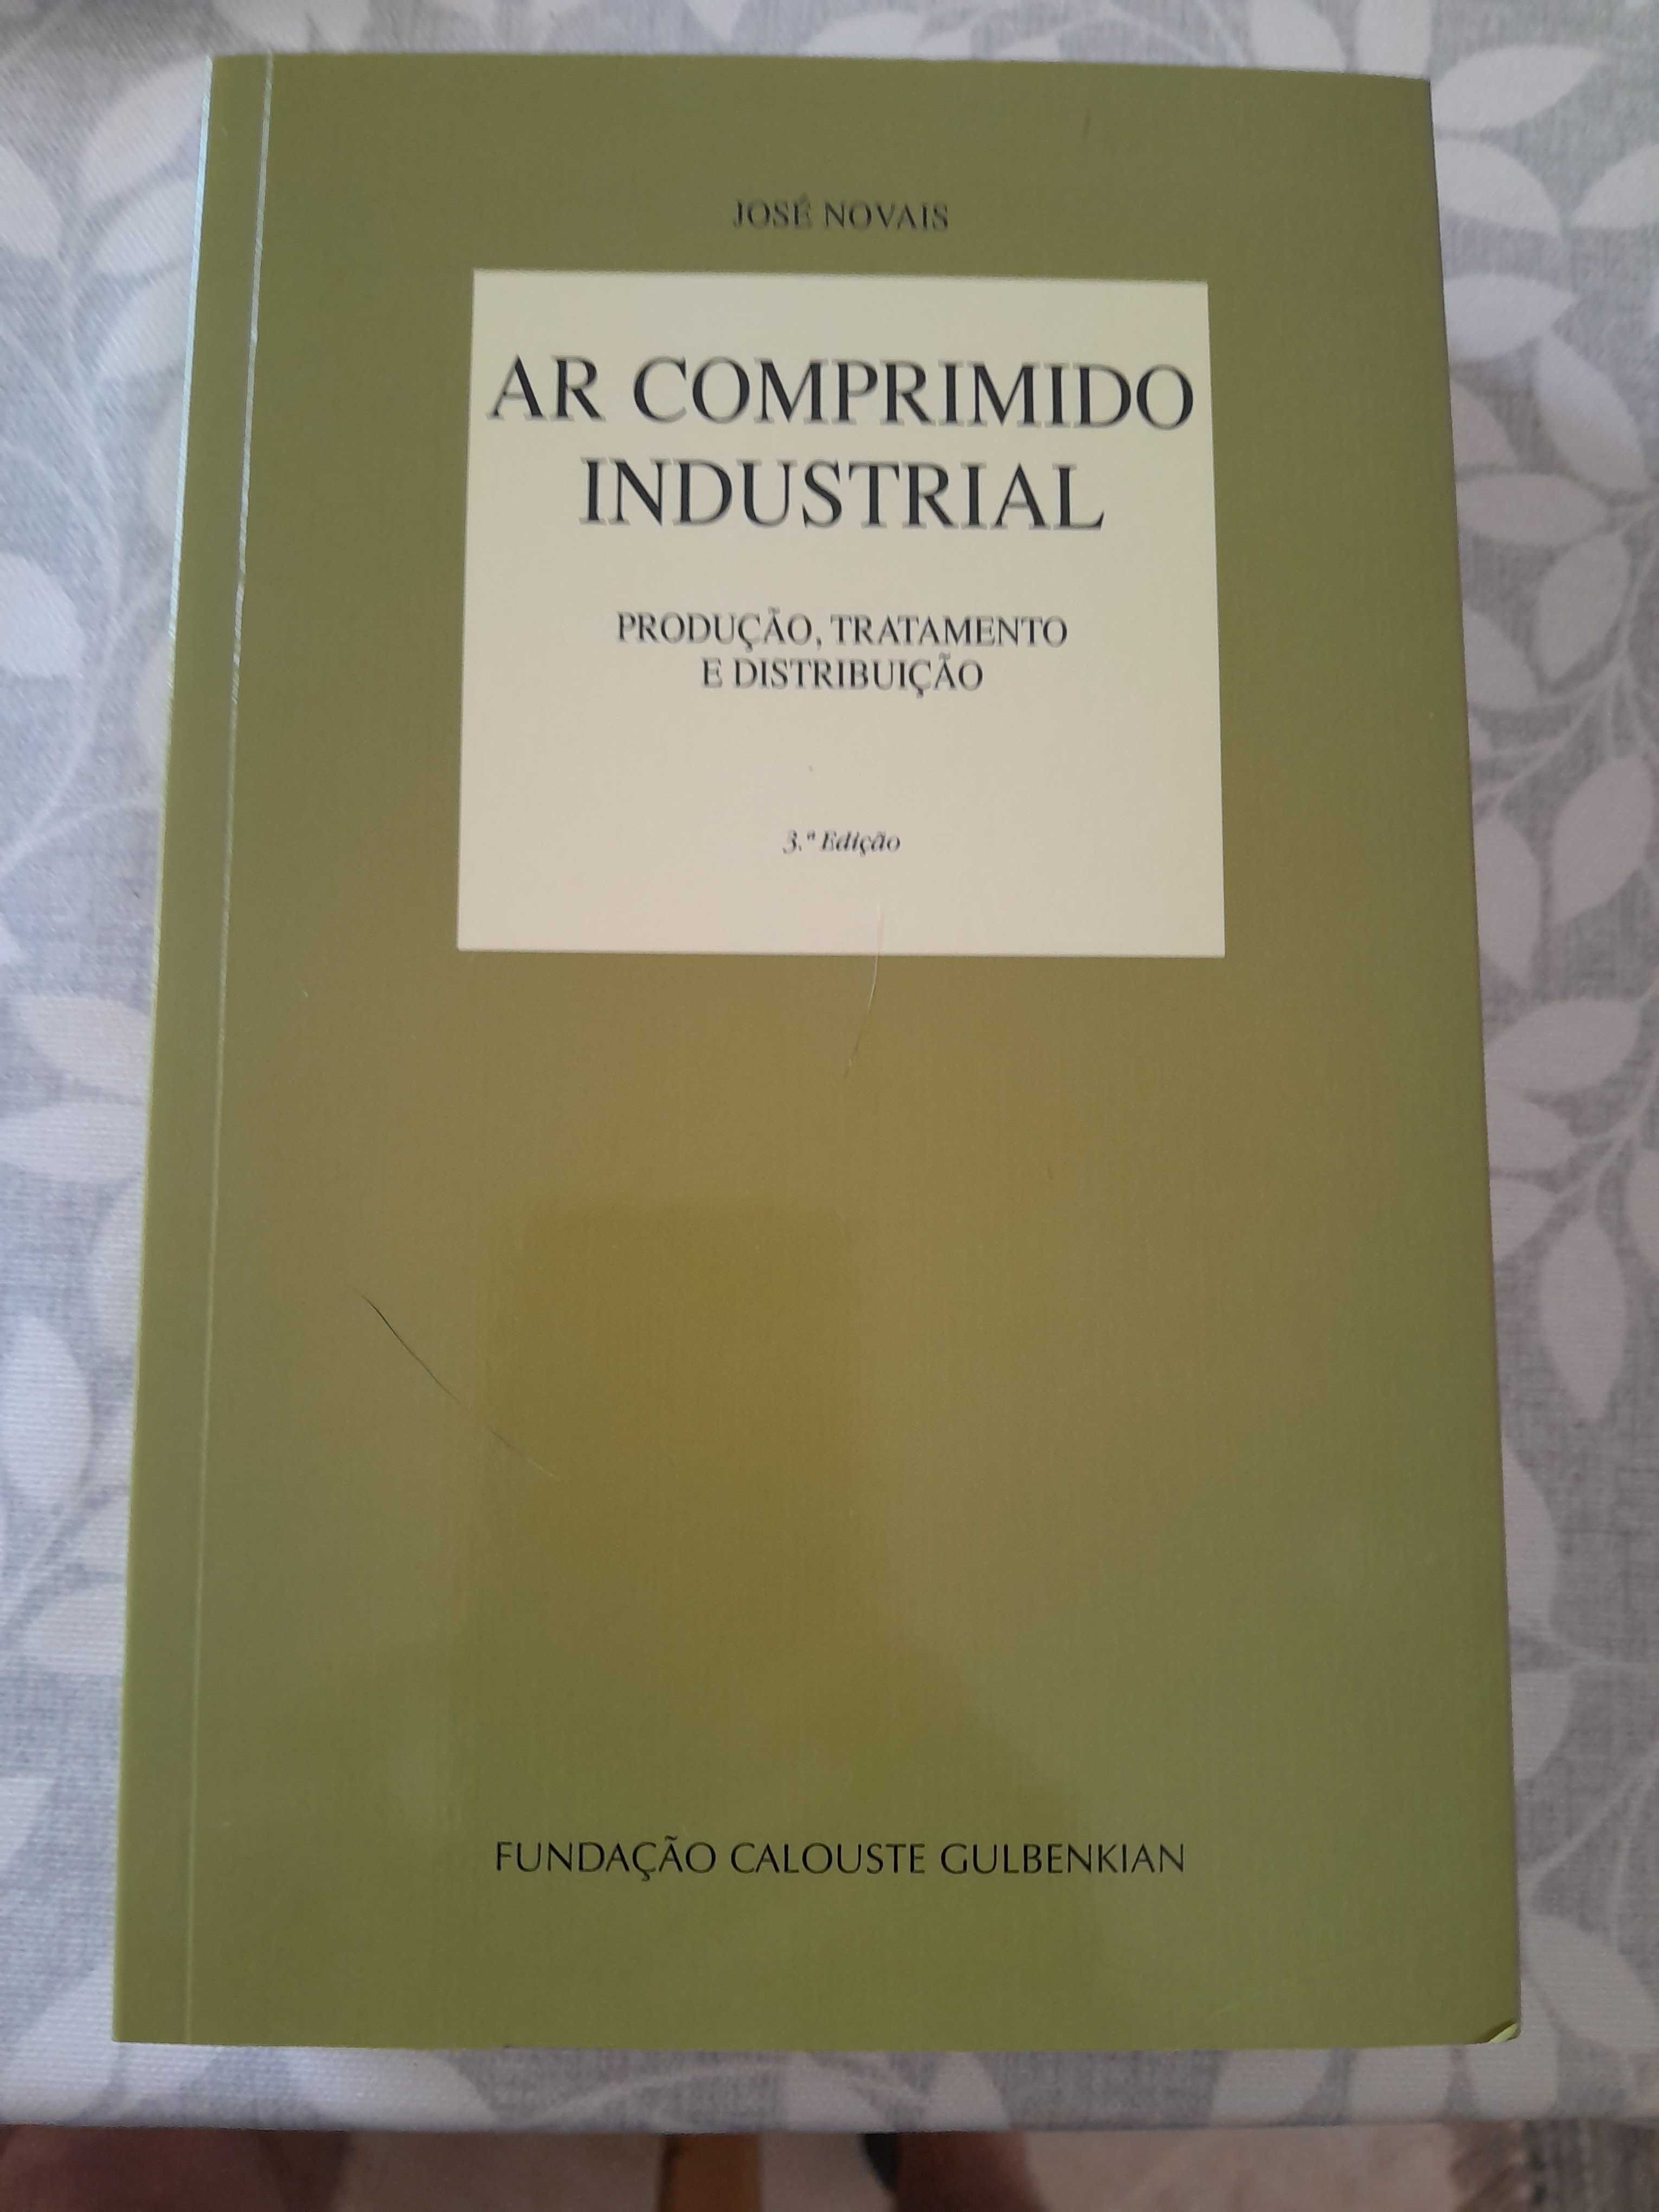 JOSÉ NOVAIS
AR COMPRIMIDO
INDUSTRIAL
PRODUÇÃO, TRATAMENTO
E DISTRIBUIÇÃO
3.ª Edição
FUNDAÇÃO CALOUSTE GULBENKIAN